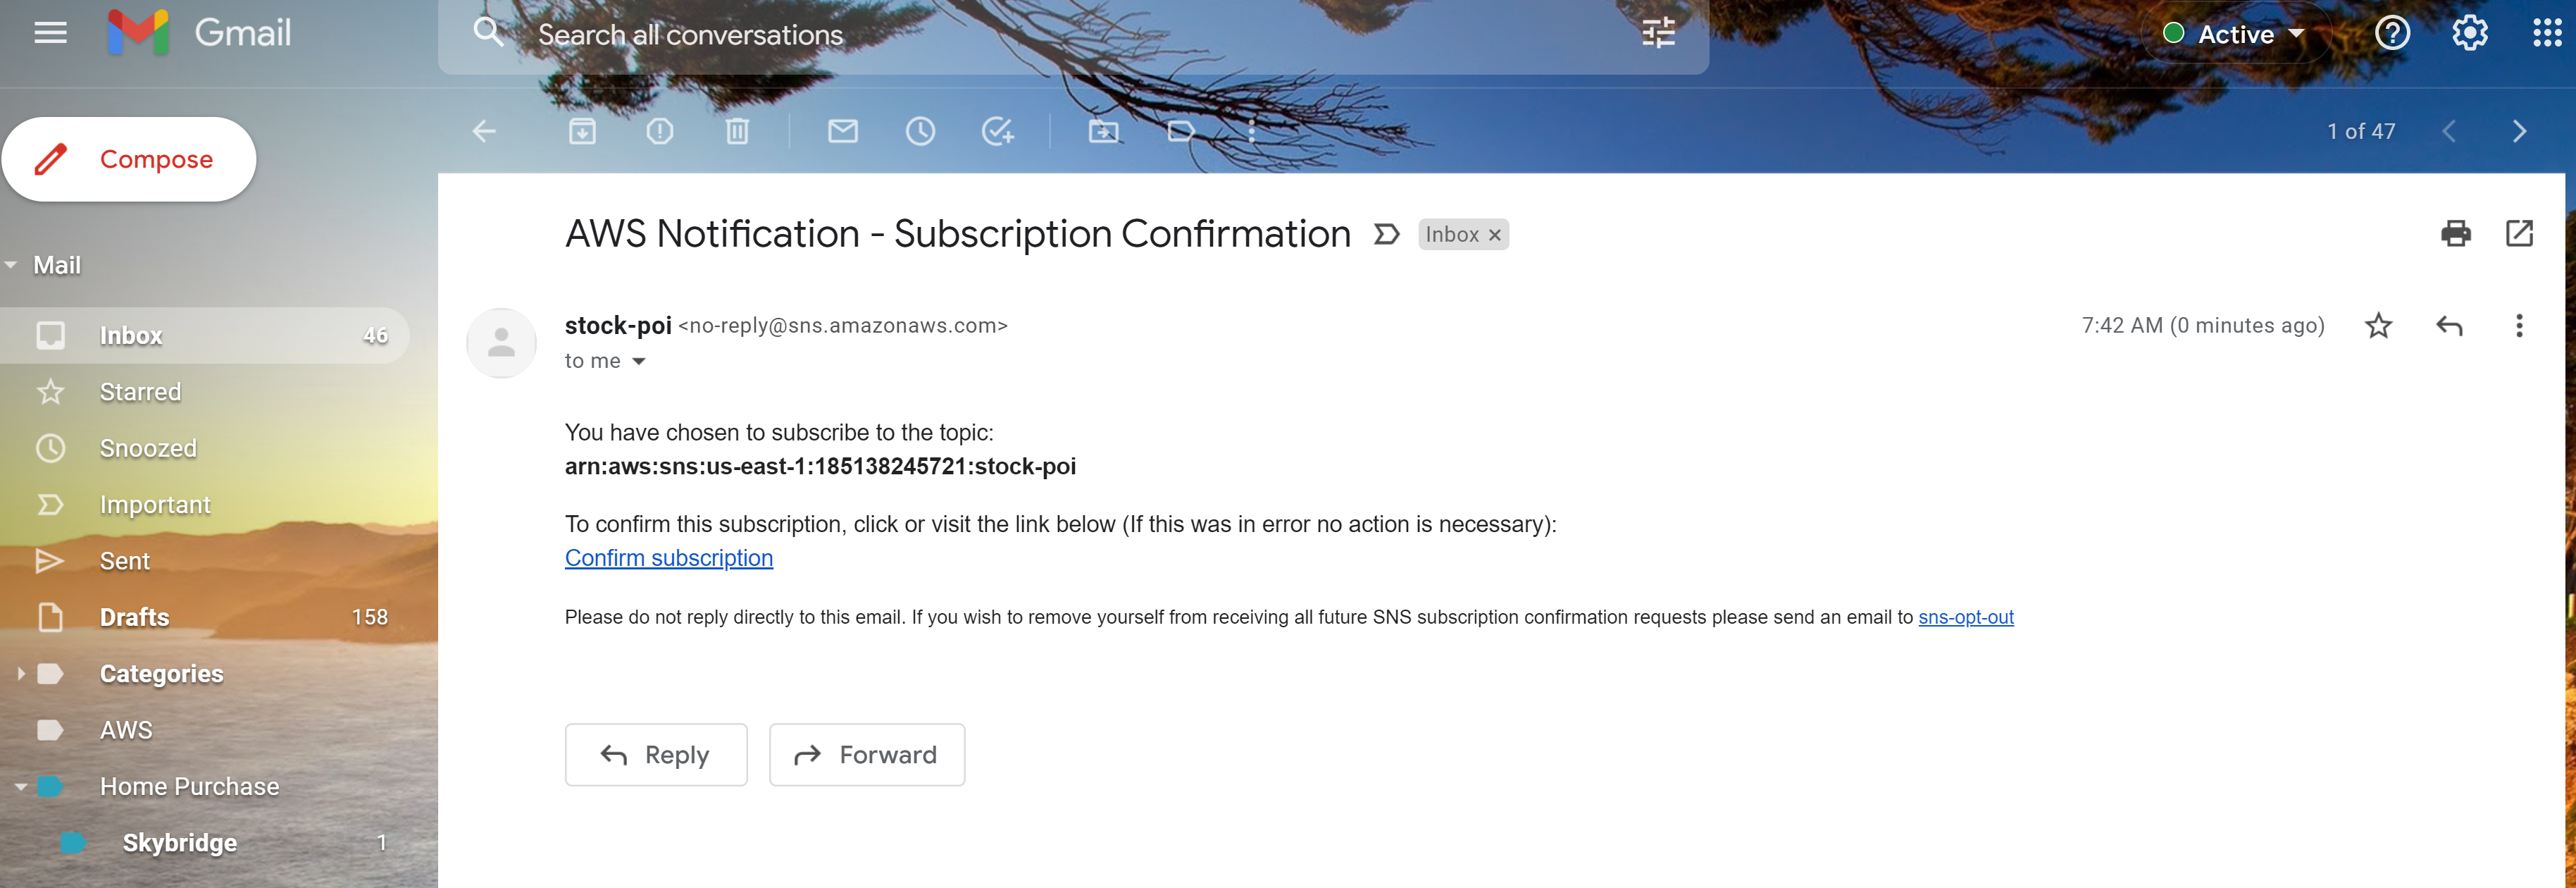 Gmail
Search all conversations
Active
Compose
1 of 47
Mail
Inbox 46
Starred
Snoozed
Important
Sent
Drafts 158
Categories
AWS
Home Purchase
Skybridge 1
AWS Notification - Subscription Confirmation Inbox ×
stock-poi <no-reply@sns.amazonaws.com> 7:42 AM (0 minutes ago)
to me
You have chosen to subscribe to the topic:
arn:aws:sns:us-east-1:185138245721:stock-poi
To confirm this subscription, click or visit the link below (If this was in error no action is necessary):
Confirm subscription
Please do not reply directly to this email. If you wish to remove yourself from receiving all future SNS subscription confirmation requests please send an email to sns-opt-out
Reply Forward